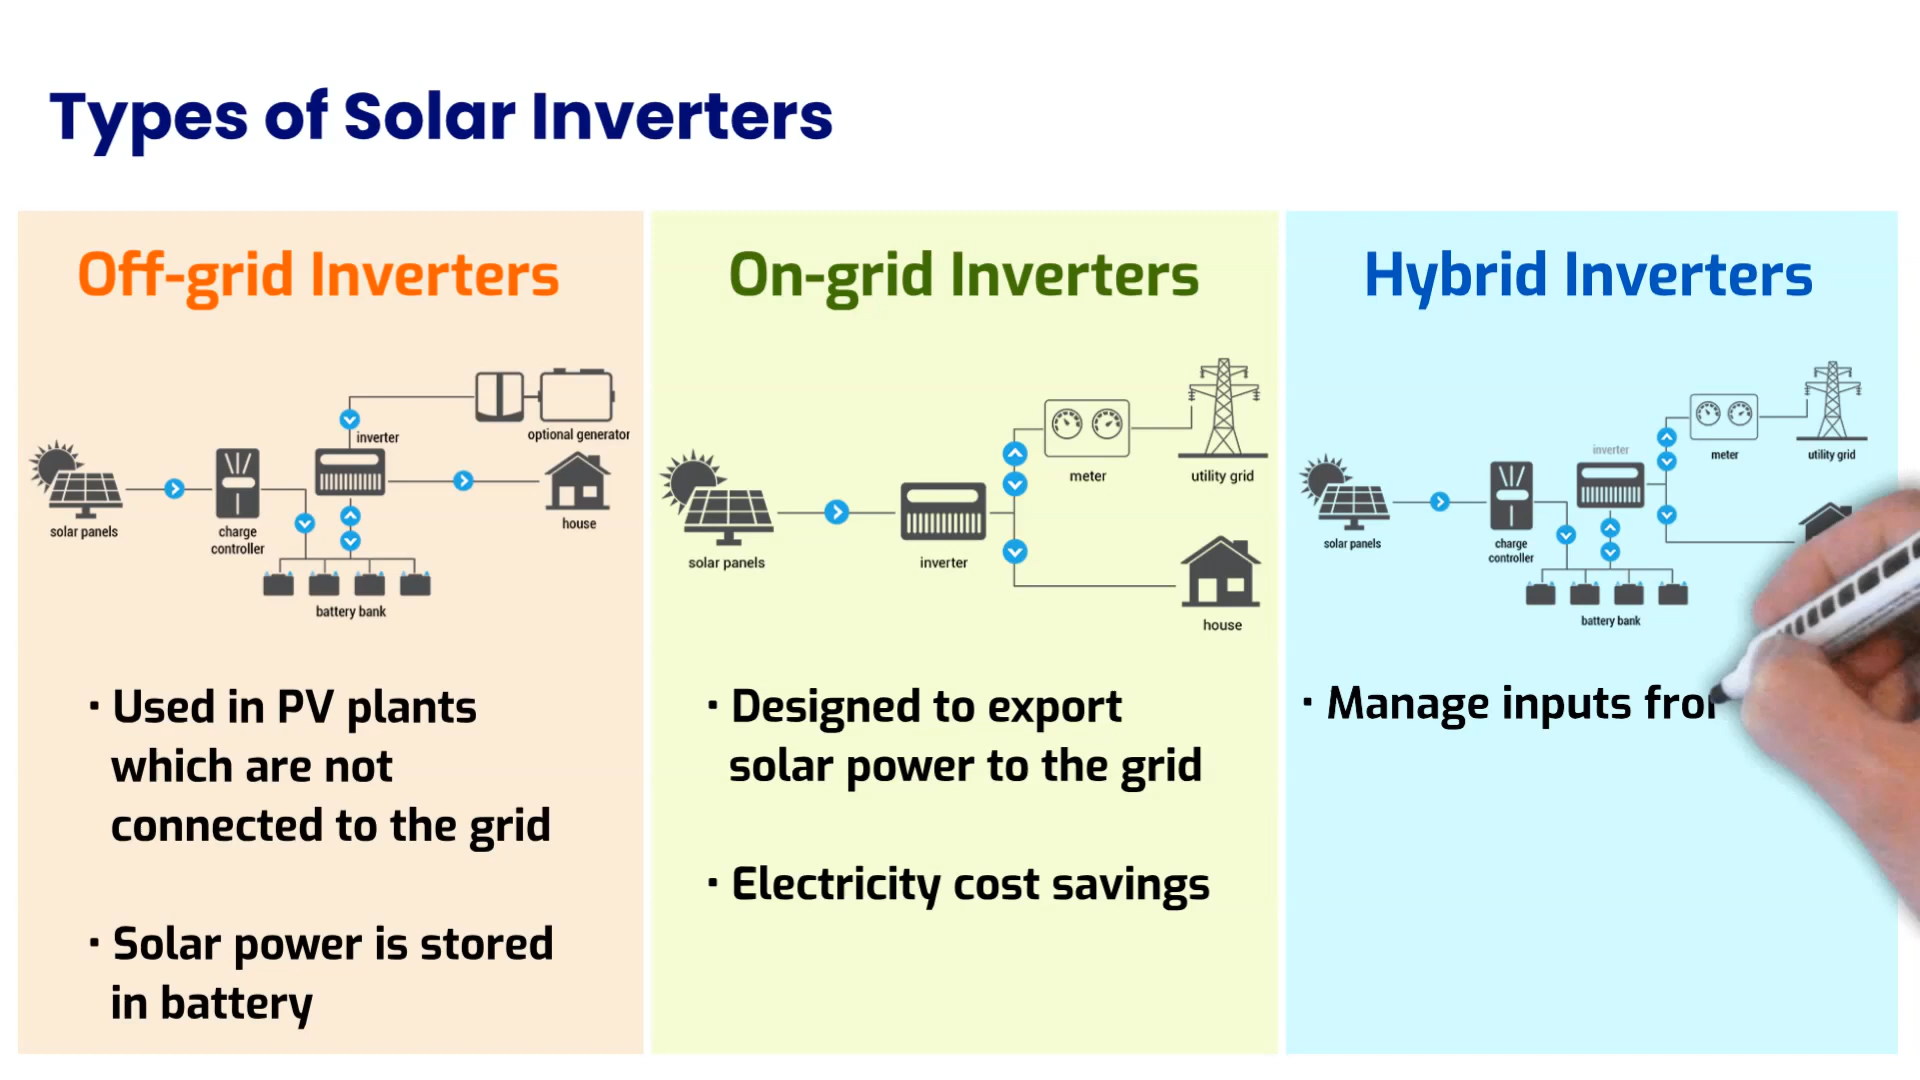 Types of Solar Inverters
Off-grid Inverters
optional generator
inverter
solar panels
charge
controller
house
battery bank
· Used in PV plants
which are not
connected to the grid
· Solar power is stored
in battery
On-grid Inverters
meter
utility grid
solar panels
inverter
house
· Designed to export
solar power to the grid
· Electricity cost savings
Hybrid Inverters
inverter
meter
utility grid
solar panels
charge
controller
battery bank
· Manage inputs